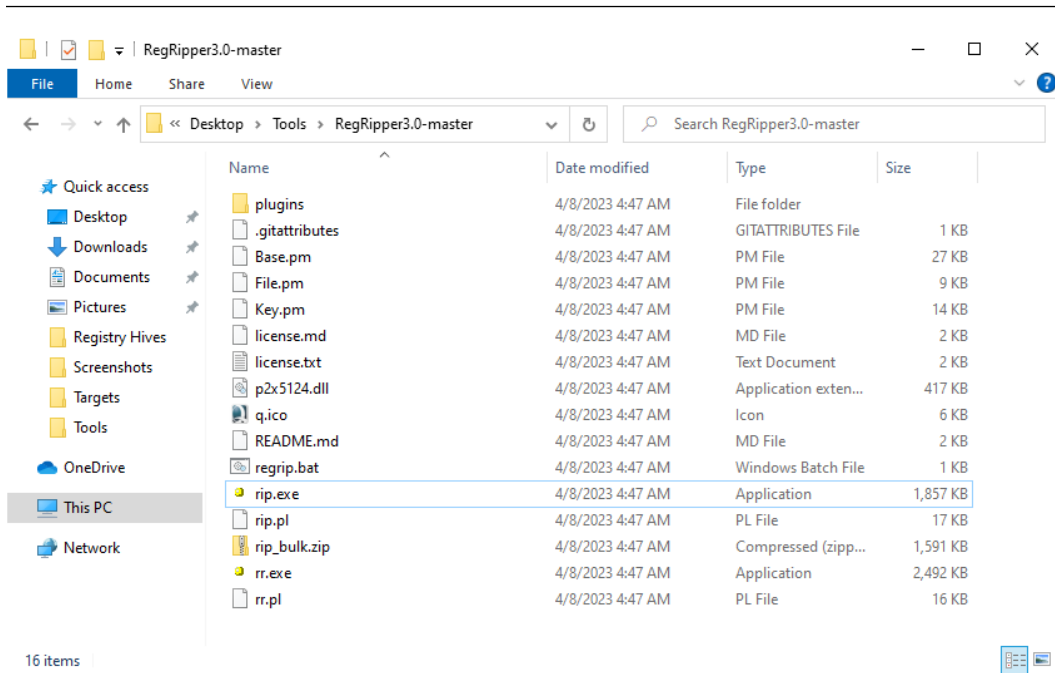 RegRipper3.0-master
File Home Share View
« Desktop > Tools > RegRipper3.0-master Search RegRipper3.0-master
Name Date modified Type Size
Quick access
Desktop
Downloads
Documents
Pictures
Registry Hives
Screenshots
Targets
Tools
OneDrive
This PC
Network
plugins 4/8/2023 4:47 AM File folder
.gitattributes 4/8/2023 4:47 AM GITATTRIBUTES File 1 KB
Base.pm 4/8/2023 4:47 AM PM File 27 KB
File.pm 4/8/2023 4:47 AM PM File 9 KB
Key.pm 4/8/2023 4:47 AM PM File 14 KB
license.md 4/8/2023 4:47 AM MD File 2 KB
license.txt 4/8/2023 4:47 AM Text Document 2 KB
p2x5124.dll 4/8/2023 4:47 AM Application exten... 417 KB
q.ico 4/8/2023 4:47 AM Icon 6 KB
README.md 4/8/2023 4:47 AM MD File 2 KB
regrip.bat 4/8/2023 4:47 AM Windows Batch File 1 KB
rip.exe 4/8/2023 4:47 AM Application 1,857 KB
rip.pl 4/8/2023 4:47 AM PL File 17 KB
rip_bulk.zip 4/8/2023 4:47 AM Compressed (zipp... 1,591 KB
rr.exe 4/8/2023 4:47 AM Application 2,492 KB
rr.pl 4/8/2023 4:47 AM PL File 16 KB
16 items